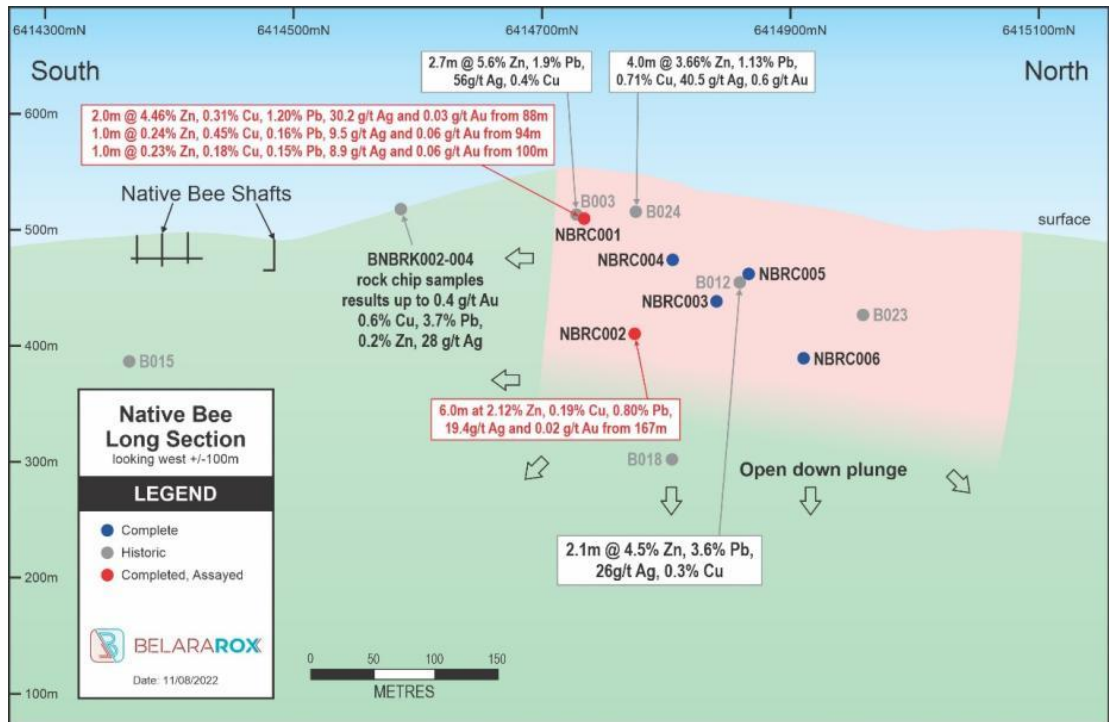 6414300mN
6414500mN
6414700mN
6414900mN
6415100mN
South
North
2.7m @ 5.6% Zn, 1.9% Pb,
56g/t Ag, 0.4% Cu
4.0m @ 3.66% Zn, 1.13% Pb,
0.71% Cu, 40.5 g/t Ag, 0.6 g/t Au
600m
2.0m @ 4.46% Zn, 0.31% Cu, 1.20% Pb, 30.2 g/t Ag and 0.03 g/t Au from 88m
1.0m @ 0.24% Zn, 0.45% Cu, 0.16% Pb, 9.5 g/t Ag and 0.06 g/t Au from 94m
1.0m @ 0.23% Zn, 0.18% Cu, 0.15% Pb, 8.9 g/t Ag and 0.06 g/t Au from 100m
Native Bee Shafts
B003
B024
surface
500m
NBRC001
BNBRK002-004
rock chip samples
results up to 0.4 g/t Au
0.6% Cu, 3.7% Pb,
0.2% Zn, 28 g/t Ag
NBRC004
NBRC005
B012
NBRC003
B023
NBRC002
400m
B015
NBRC006
6.0m at 2.12% Zn, 0.19% Cu, 0.80% Pb,
19.4g/t Ag and 0.02 g/t Au from 167m
300m
B018
Open down plunge
2.1m @ 4.5% Zn, 3.6% Pb,
26g/t Ag, 0.3% Cu
200m
100m
Native Bee
Long Section
looking west +/-100m
LEGEND
Complete
Historic
Completed, Assayed
BELARAROX
Date: 11/08/2022
0 50 100 150
METRES